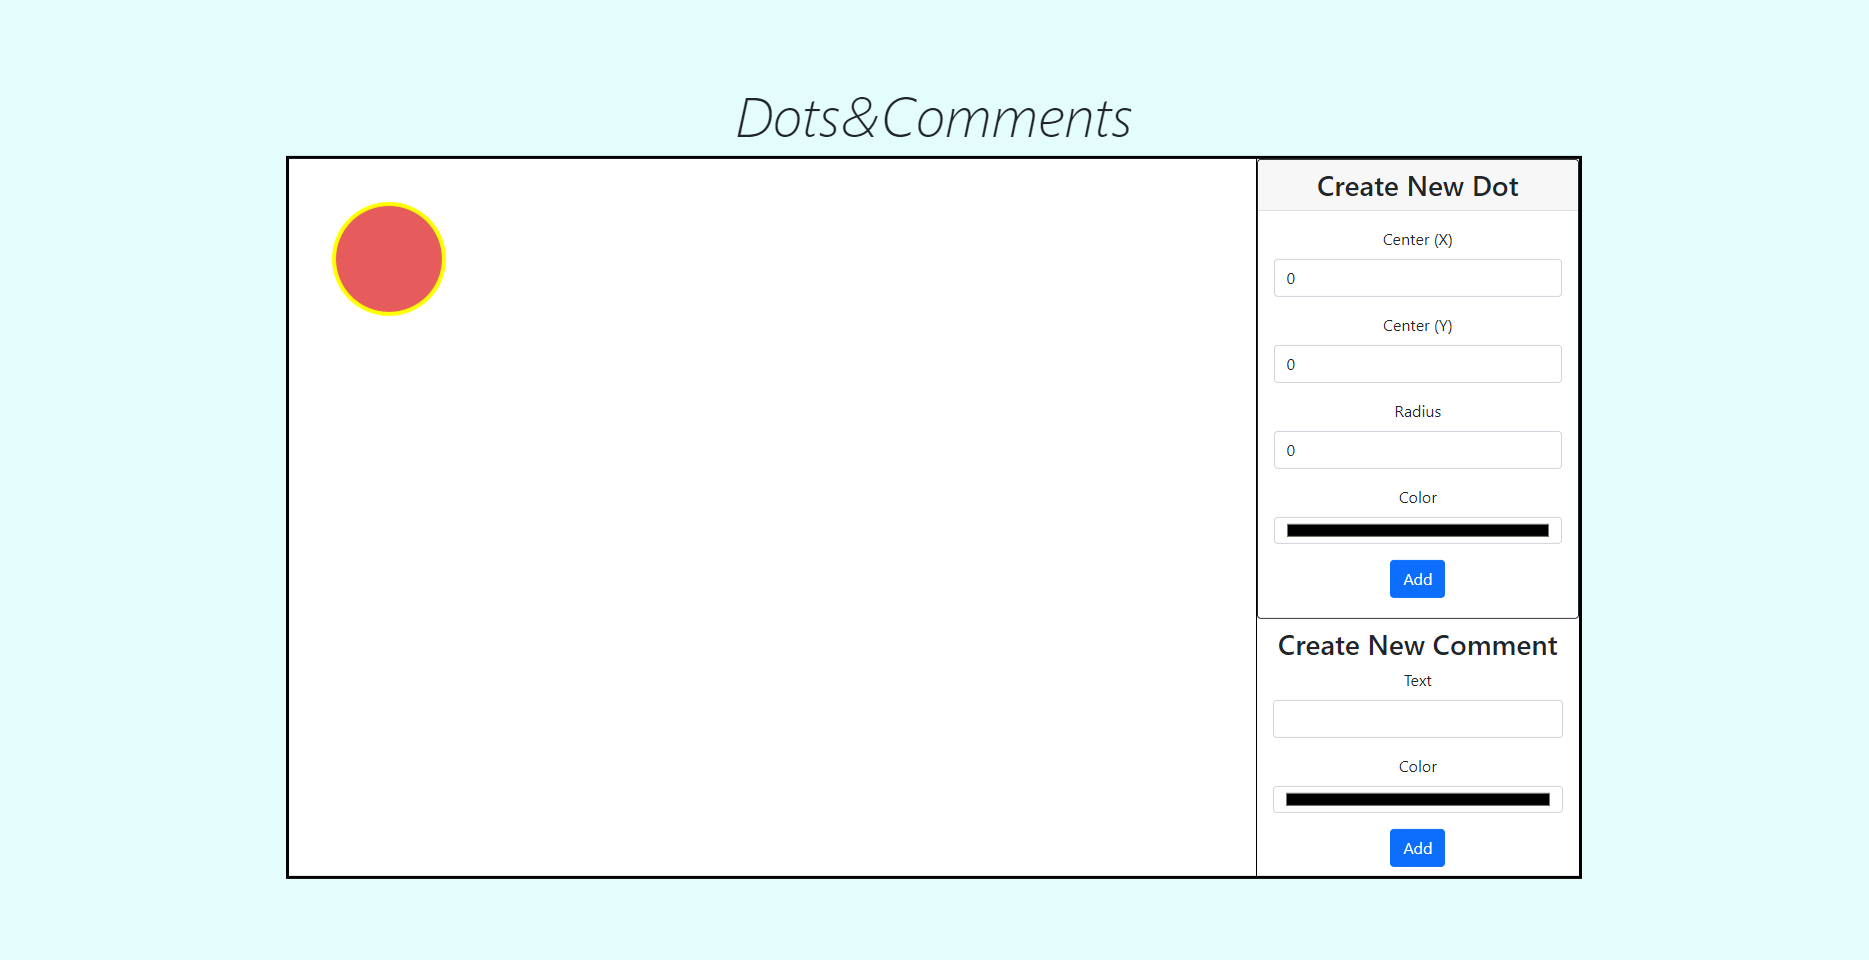 Dots&Comments
Create New Dot
Center (X)
0
Center (Y)
0
Radius
0
Color
Add
Create New Comment
Text
Color
Add